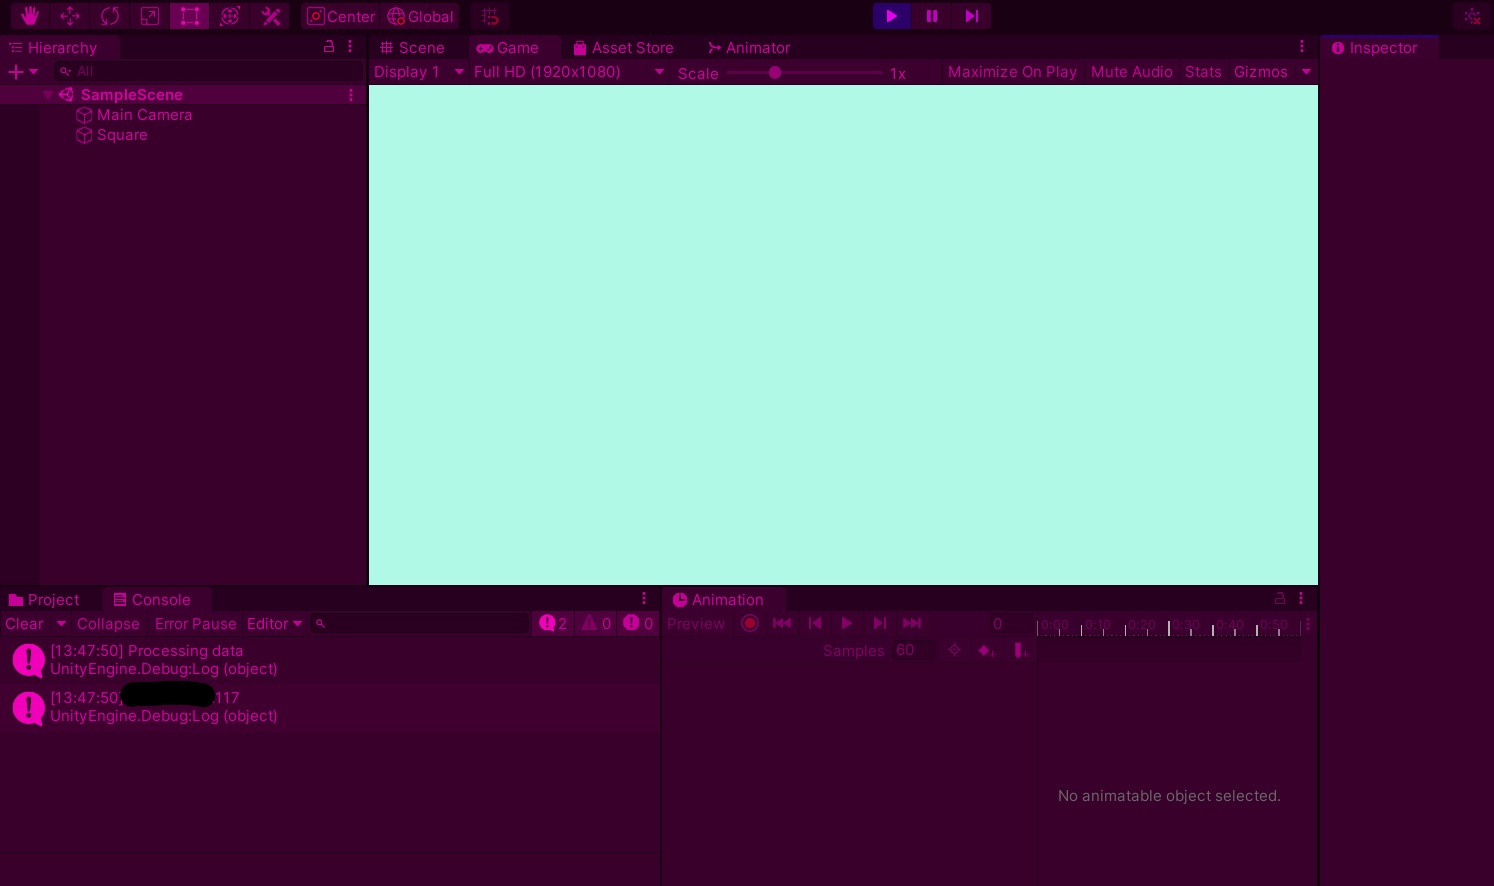 Center Global
Hierarchy
Scene Game Asset Store Animator
Inspector
All
Display 1 Full HD (1920x1080) Scale 1x Maximize On Play Mute Audio Stats Gizmos
SampleScene
Main Camera
Square
Project Console
Animation
Clear Collapse Error Pause Editor 2 0 0
Preview 0 0:00 0:10 0:20 0:30 0:40 0:50
Samples 60
[13:47:50] Processing data
UnityEngine.Debug:Log (object)
[13:47:50] .117
UnityEngine.Debug:Log (object)
No animatable object selected.